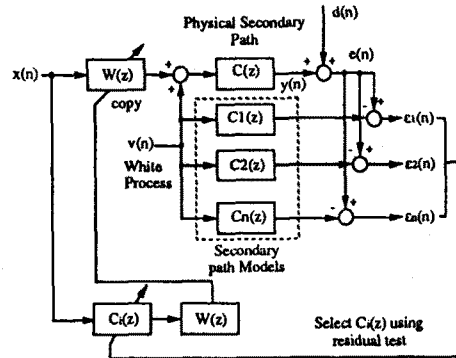 Physical Secondary
Path
d(n)
x(n)
W(z)
copy
+
+
C(z)
y(n)
+
+
e(n)
C1(z)
-
+
ε1(n)
v(n)
White
Process
C2(z)
-
+
ε2(n)
Cn(z)
-
+
εn(n)
Secondary
path Models
Ci(z)
W(z)
Select Ci(z) using
residual test